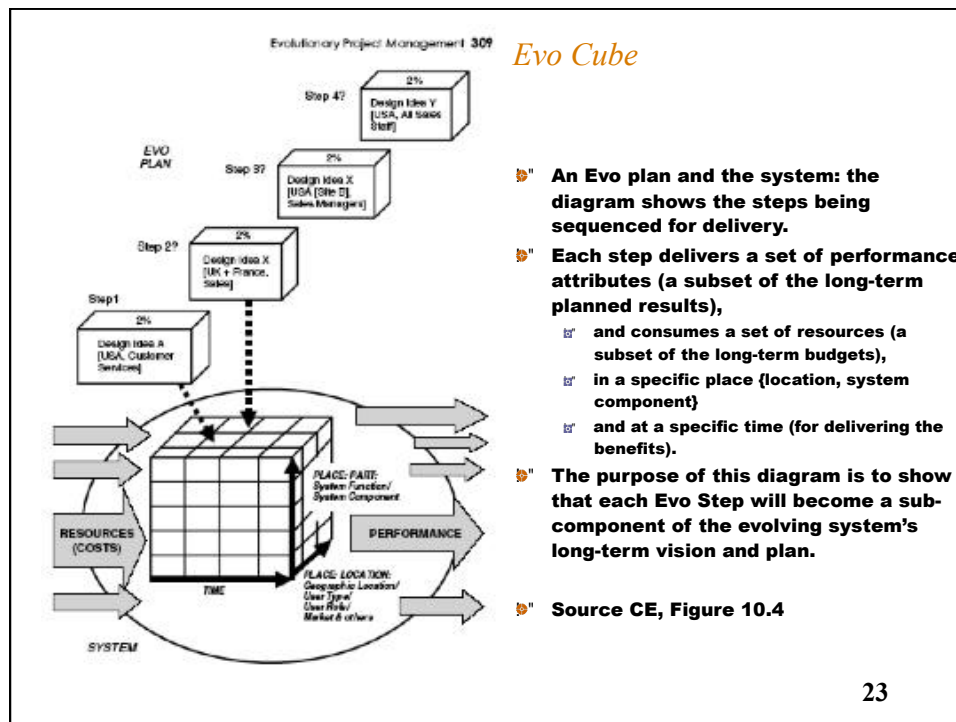 Evolutionary Project Management 309
Evo Cube
2%
Step 4?
Design Idea Y
[USA, All Sales
Staff]
EVO
PLAN
2%
Step 3?
Design Idea X
[USA [Site B],
Sales Managers]
2%
Step 2?
Design Idea X
[UK + France,
Sales]
Step1
2%
Design Idea A
[USA, Customer
Services]
PLACE: PART:
System Function/
System Component
RESOURCES
(COSTS)
PERFORMANCE
TIME
PLACE: LOCATION:
Geographic Location/
User Type/
User Role/
Market & others
SYSTEM
An Evo plan and the system: the
diagram shows the steps being
sequenced for delivery.
Each step delivers a set of performance
attributes (a subset of the long-term
planned results),
and consumes a set of resources (a
subset of the long-term budgets),
in a specific place {location, system
component}
and at a specific time (for delivering the
benefits).
The purpose of this diagram is to show
that each Evo Step will become a sub-
component of the evolving system’s
long-term vision and plan.
Source CE, Figure 10.4
23